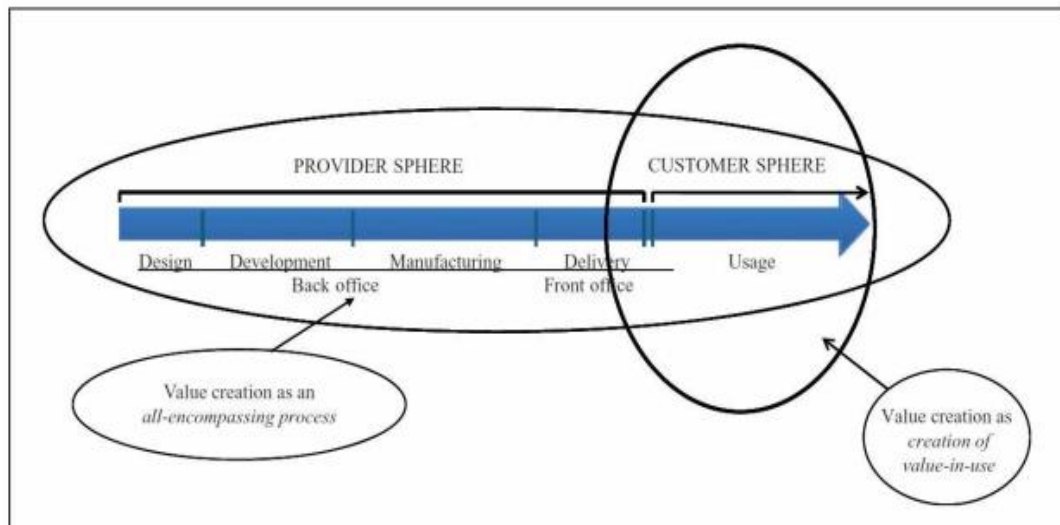 PROVIDER SPHERE
CUSTOMER SPHERE
Design
Development
Manufacturing
Delivery
Usage
Back office
Front office
Value creation as an
all-encompassing process
Value creation as
creation of
value-in-use